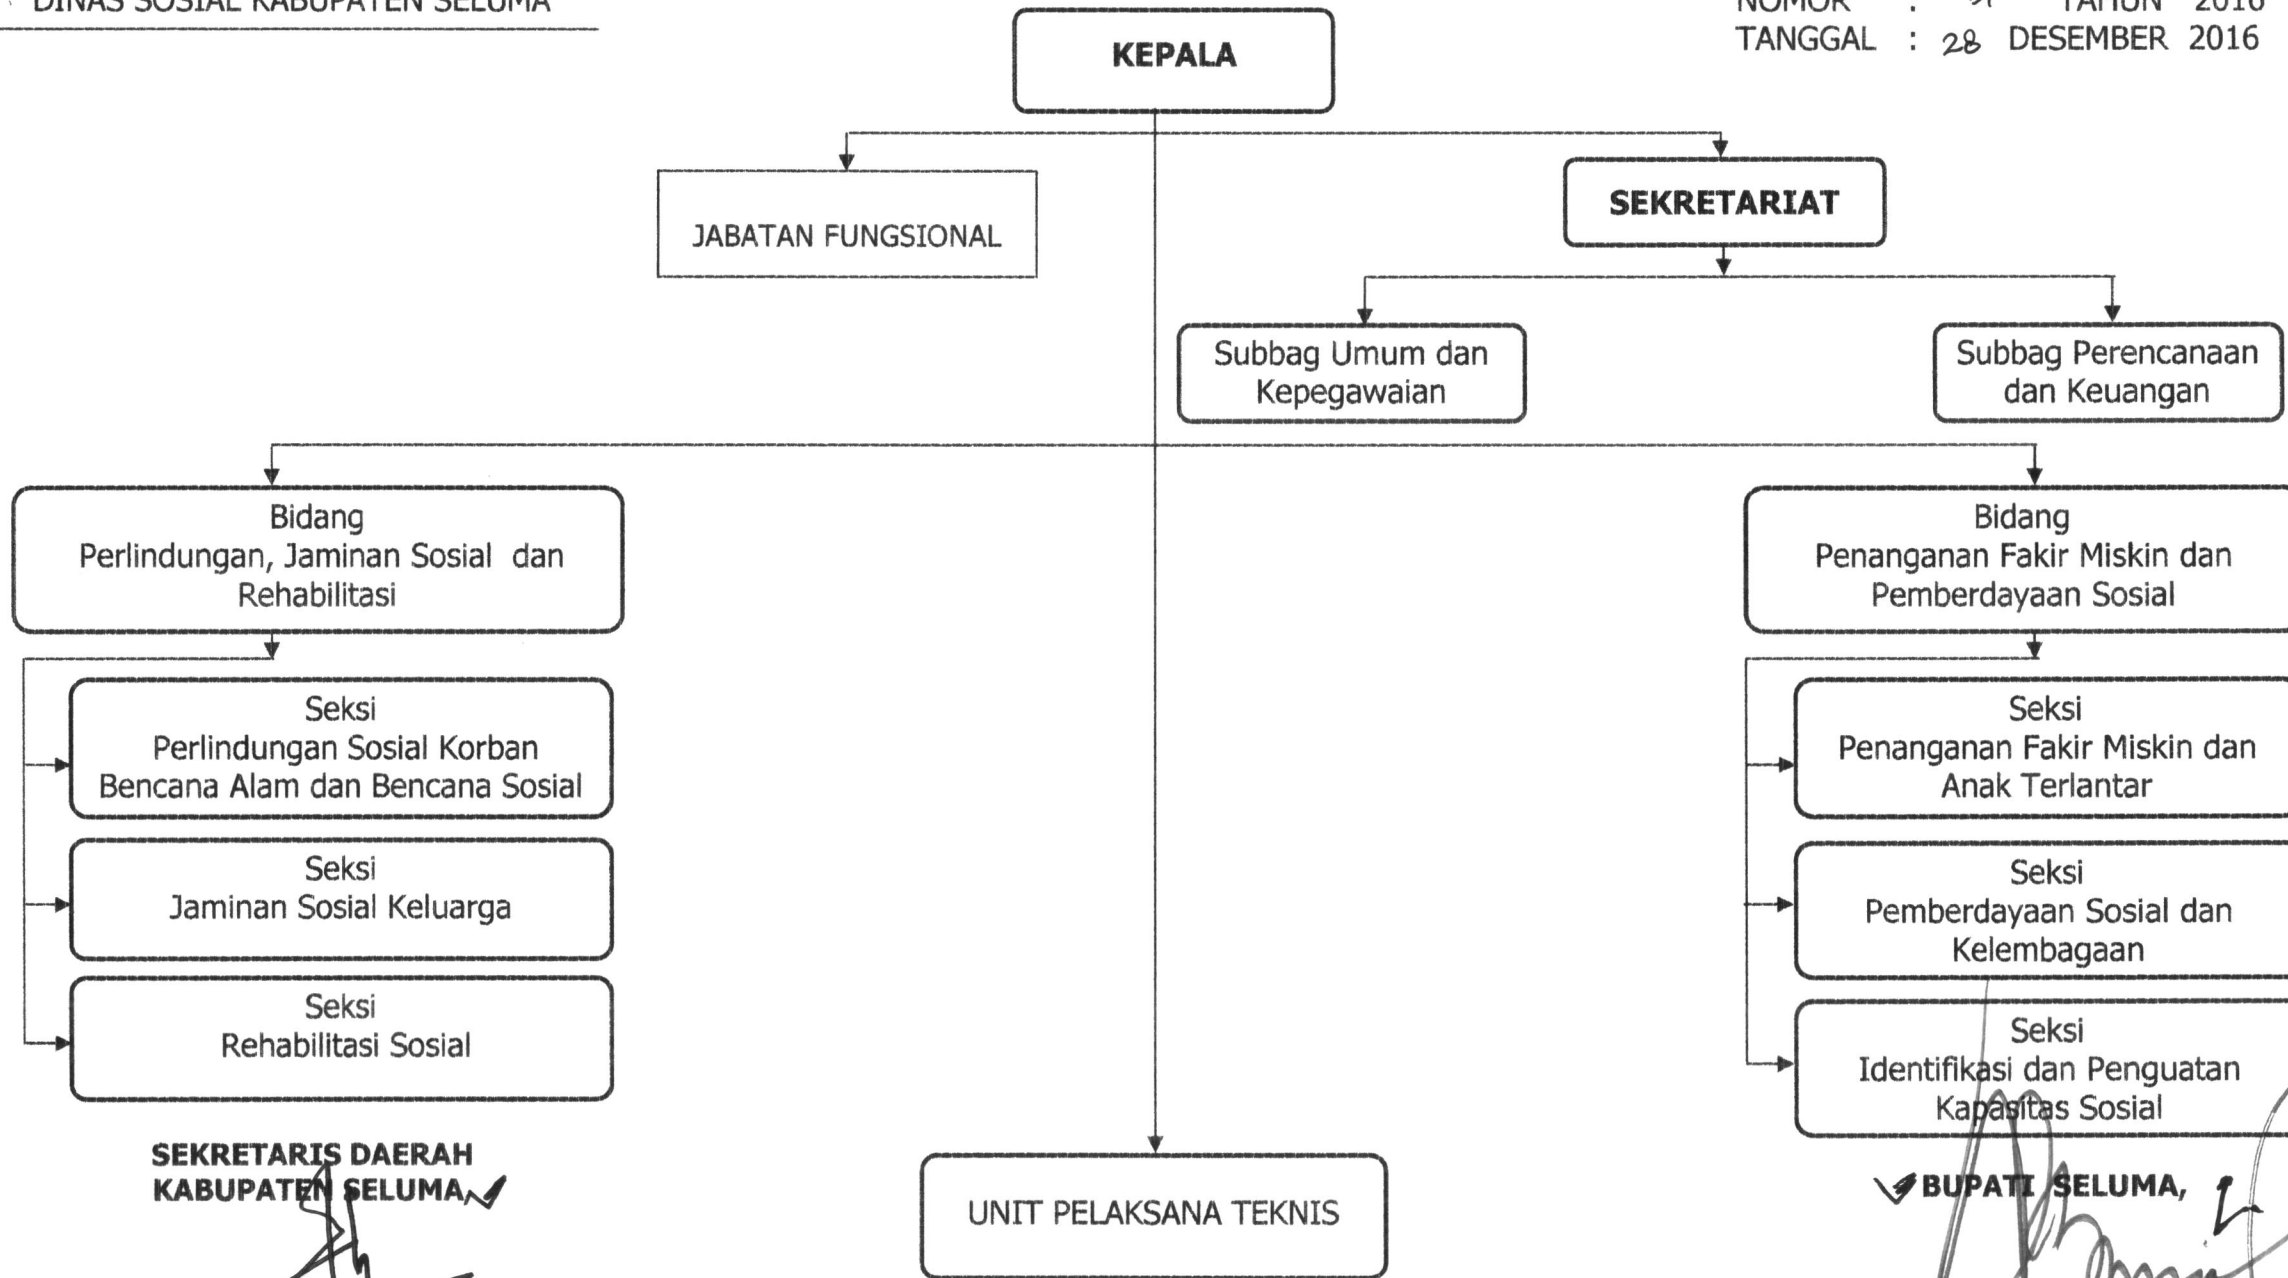 DINAS SOSIAL KABUPATEN SELUMA
NOMOR : TAHUN 2016
TANGGAL : 28 DESEMBER 2016
KEPALA
JABATAN FUNGSIONAL
SEKRETARIAT
Subbag Umum dan
Kepegawaian
Subbag Perencanaan
dan Keuangan
Bidang
Perlindungan, Jaminan Sosial dan
Rehabilitasi
Bidang
Penanganan Fakir Miskin dan
Pemberdayaan Sosial
Seksi
Perlindungan Sosial Korban
Bencana Alam dan Bencana Sosial
Seksi
Jaminan Sosial Keluarga
Seksi
Rehabilitasi Sosial
Seksi
Penanganan Fakir Miskin dan
Anak Terlantar
Seksi
Pemberdayaan Sosial dan
Kelembagaan
Seksi
Identifikasi dan Penguatan
Kapasitas Sosial
SEKRETARIS DAERAH
KABUPATEN SELUMA,
UNIT PELAKSANA TEKNIS
BUPATI SELUMA,